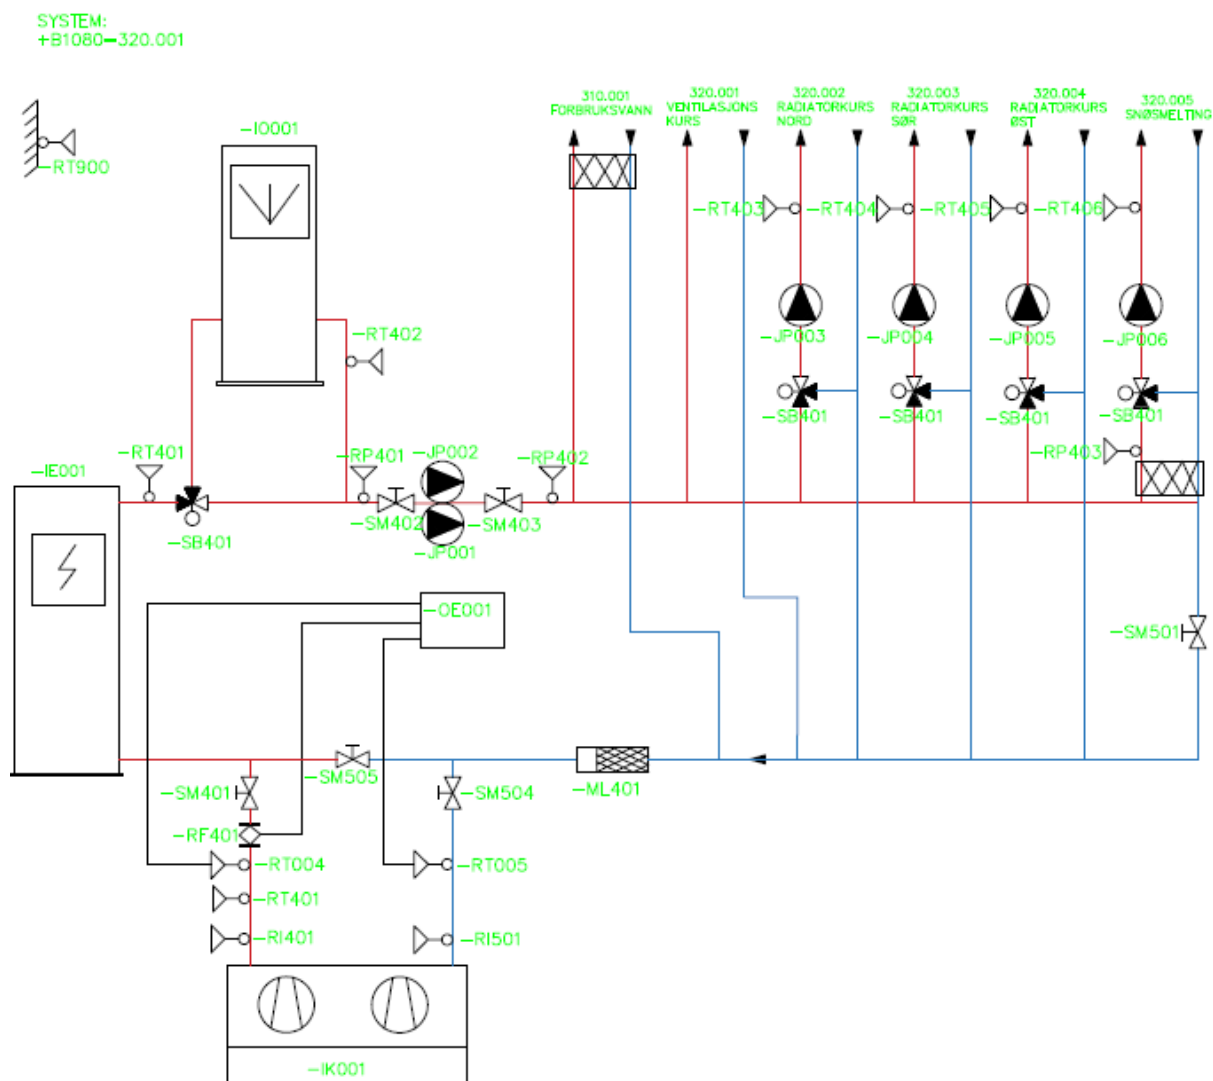 SYSTEM:
+B1080-320.001
310.001
FORBRUKSVANN
320.001
VENTILASJONS
KURS
320.002
RADIATORKURS
NORD
320.003
RADIATORKURS
SØR
320.004
RADIATORKURS
ØST
320.005
SNØSMELTING
-IO001
-RT900
-RT403
-RT404
-RT405
-RT406
-RT402
-JP003
-JP004
-JP005
-JP006
-SB401
-SB401
-SB401
-SB401
-RT401
-RP401
-JP002
-RP402
-RP403
-IE001
-SM402
-SM403
-SB401
-JP001
-OE001
-SM501
-SM505
-SM401
-SM504
-ML401
-RF401
-RT004
-RT005
-RT401
-RI401
-RI501
-IK001